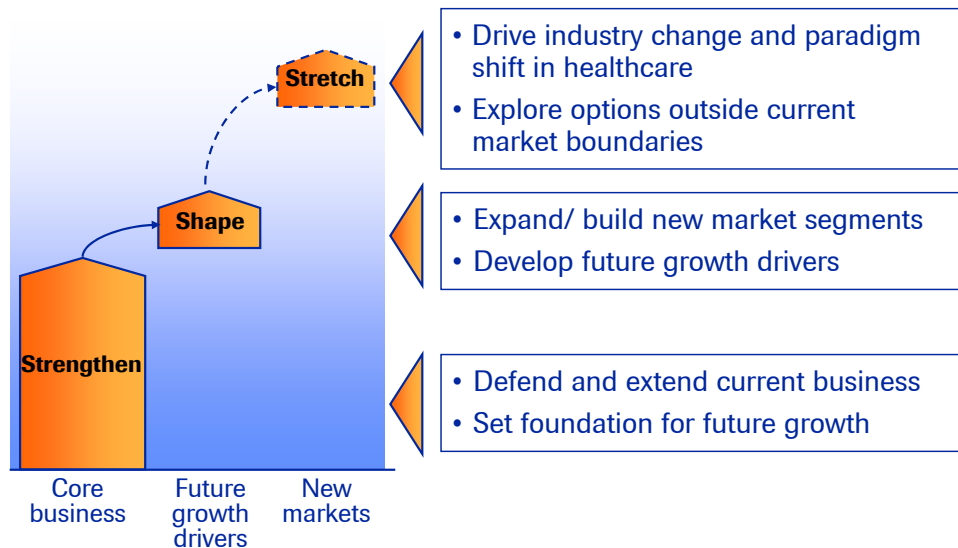 Stretch
Shape
Strengthen
Core
business
Future
growth
drivers
New
markets
• Drive industry change and paradigm
shift in healthcare
• Explore options outside current
market boundaries
• Expand/ build new market segments
• Develop future growth drivers
• Defend and extend current business
• Set foundation for future growth